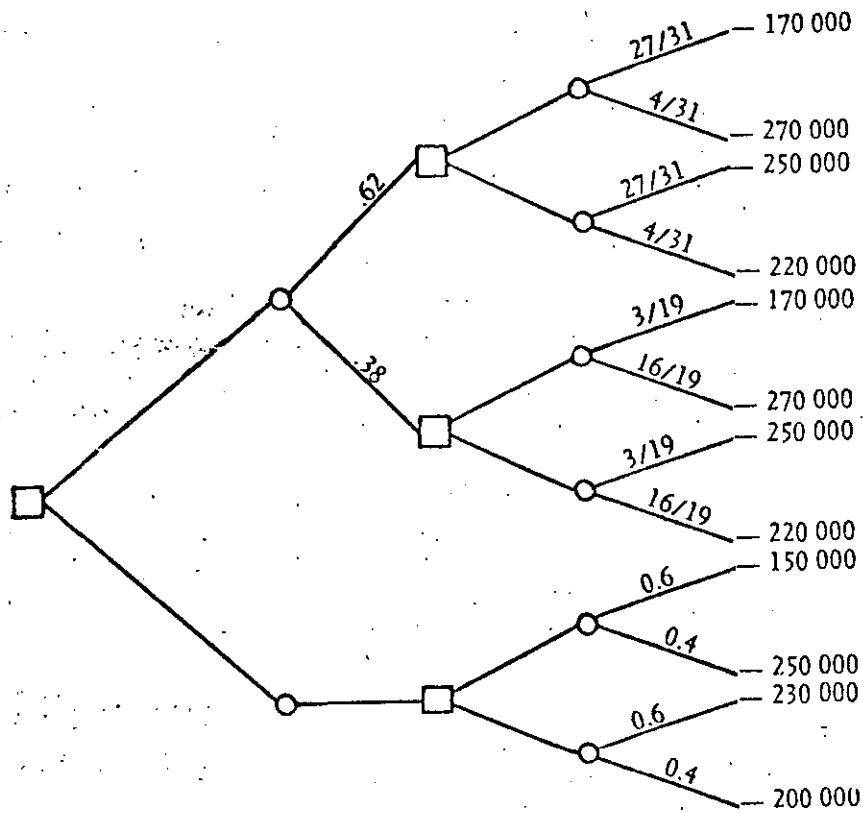 27/31 — 170 000
4/31 — 270 000
27/31 — 250 000
4/31 — 220 000
.62
3/19 — 170 000
16/19 — 270 000
.38
3/19 — 250 000
16/19 — 220 000
0.6 — 150 000
0.4 — 250 000
0.6 — 230 000
0.4 — 200 000